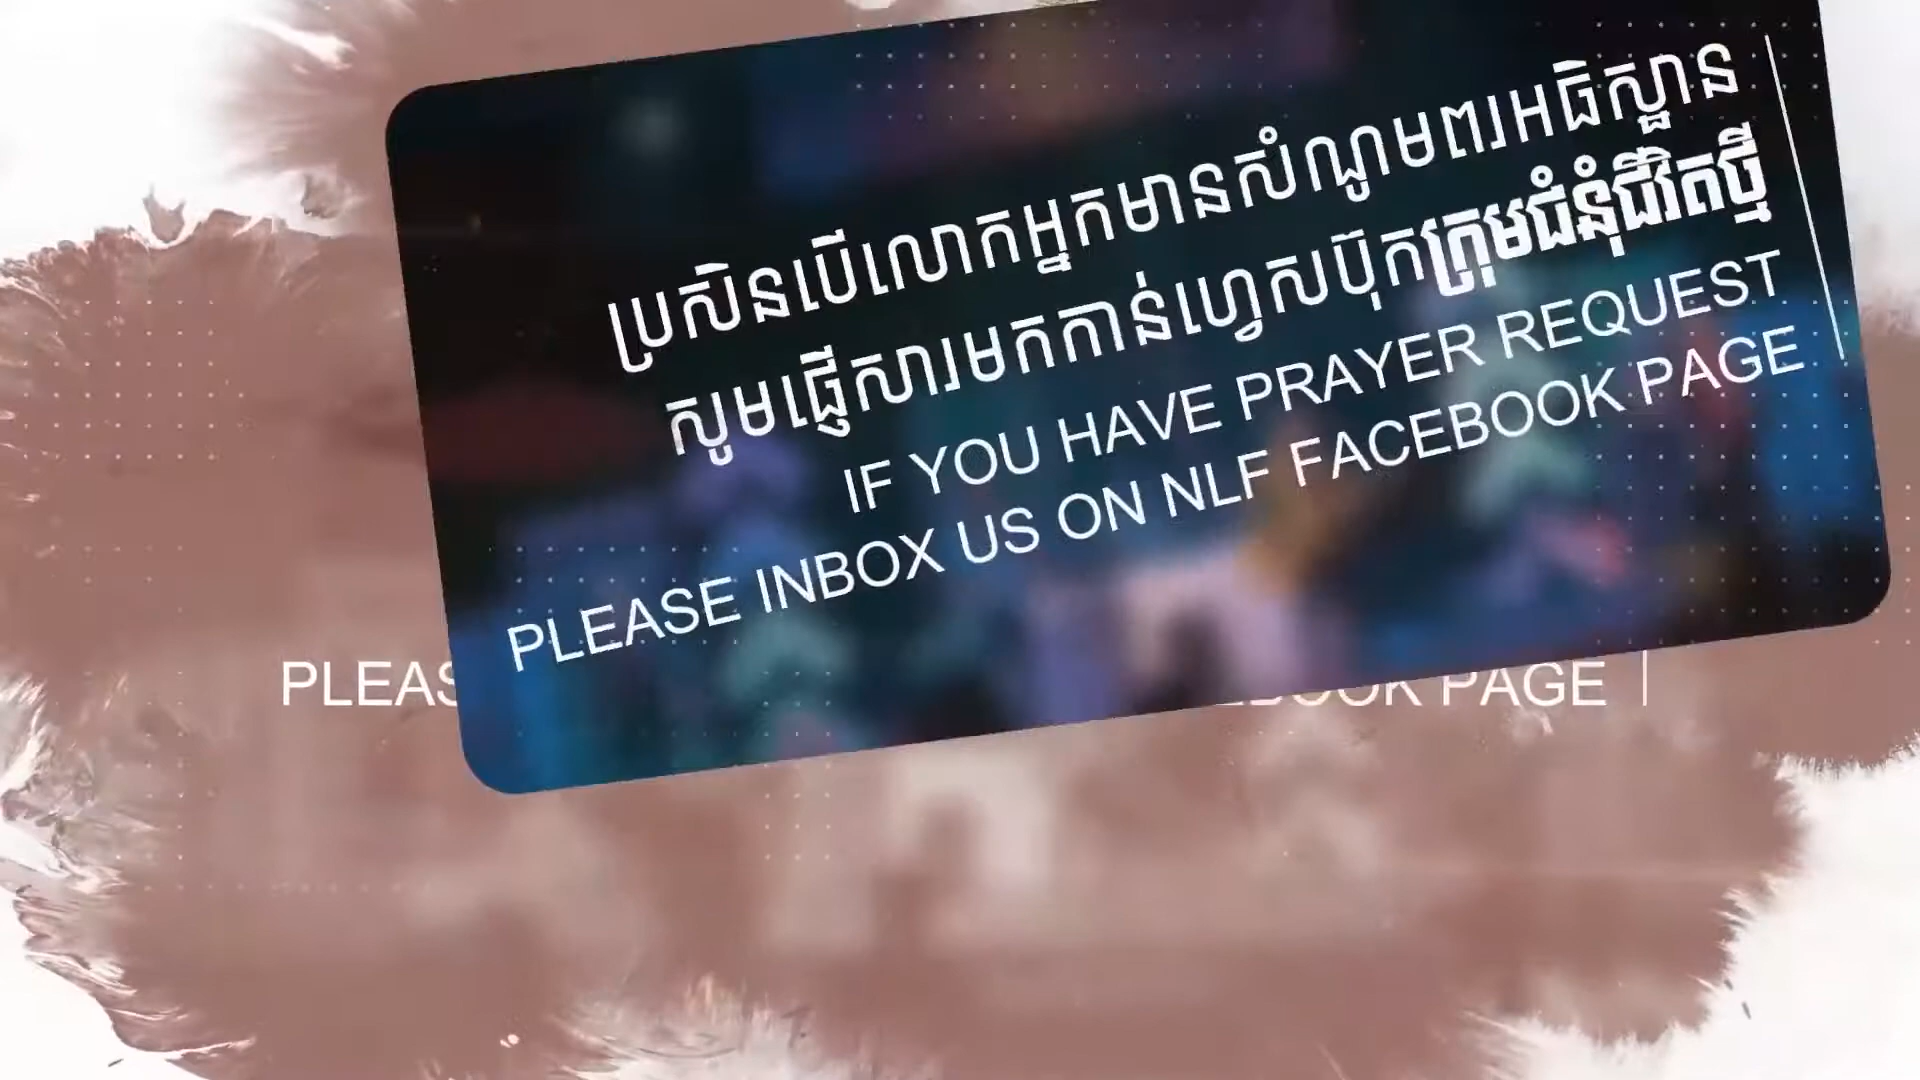 ប្រសិនបើលោកអ្នកមានសំណូមពរអធិស្ឋាន
សូមផ្ញើសារមកកាន់ហ្វេសប៊ុកក្រុមជំនុំជីវិតថ្មី
IF YOU HAVE PRAYER REQUEST
PLEASE INBOX US ON NLF FACEBOOK PAGE
PAGE